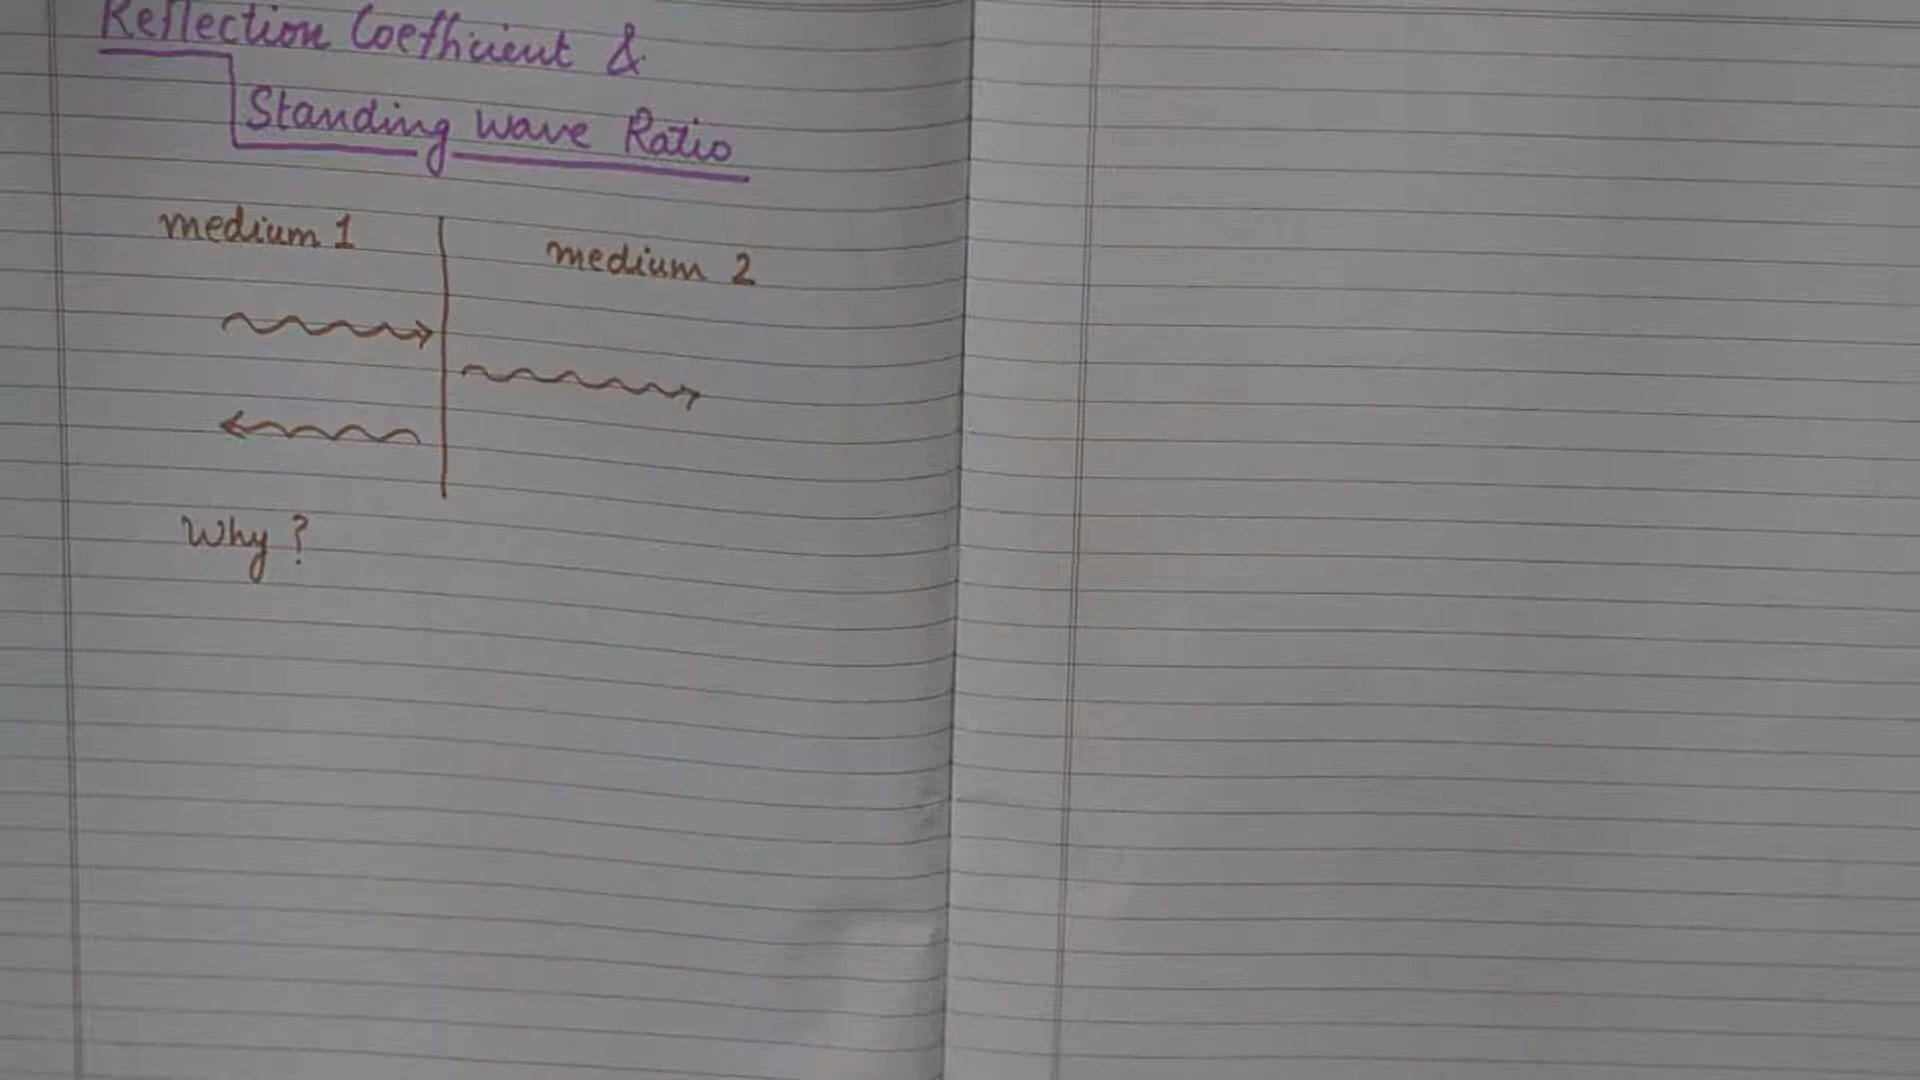 Reflection Coefficient &
Standing Wave Ratio
medium 1
medium 2
Why ?